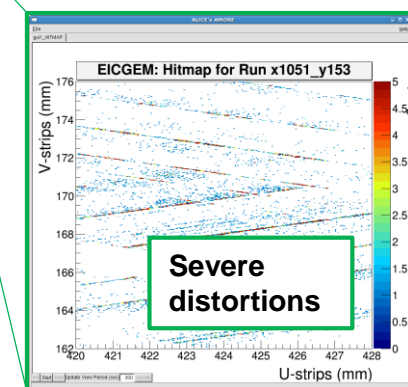 ALICE's AMORE
File
Help
gui1_HITMAP
EICGEM: Hitmap for Run x1051_y153
V-strips (mm)
176
174
172
170
168
166
164
162
420 421 422 423 424 425 426 427 428
U-strips (mm)
5
4.5
4
3.5
3
2.5
2
1.5
1
0.5
0
Severe
distortions
Start
Update View Period (sec) 100